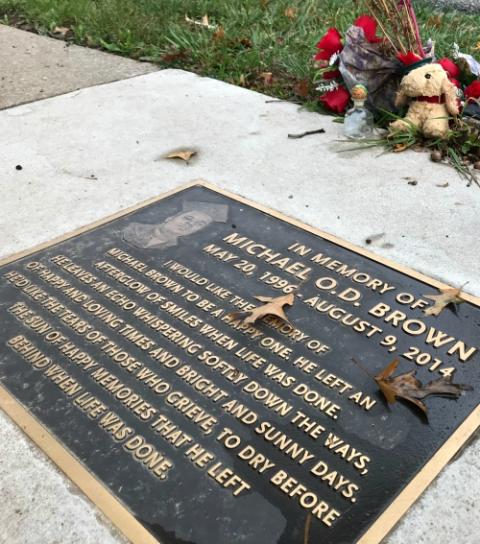 IN MEMORY OF
MICHAEL O.D. BROWN
MAY 20, 1996 - AUGUST 9, 2014
I WOULD LIKE THE MEMORY OF
MICHAEL BROWN TO BE A HAPPY ONE. HE LEFT AN
AFTERGLOW OF SMILES WHEN LIFE WAS DONE.
HE LEAVES AN ECHO WHISPERING SOFTLY DOWN THE WAYS,
OF HAPPY AND LOVING TIMES AND BRIGHT AND SUNNY DAYS.
HE'D LIKE THE TEARS OF THOSE WHO GRIEVE, TO DRY BEFORE
THE SUN OF HAPPY MEMORIES THAT HE LEFT
BEHIND WHEN LIFE WAS DONE.